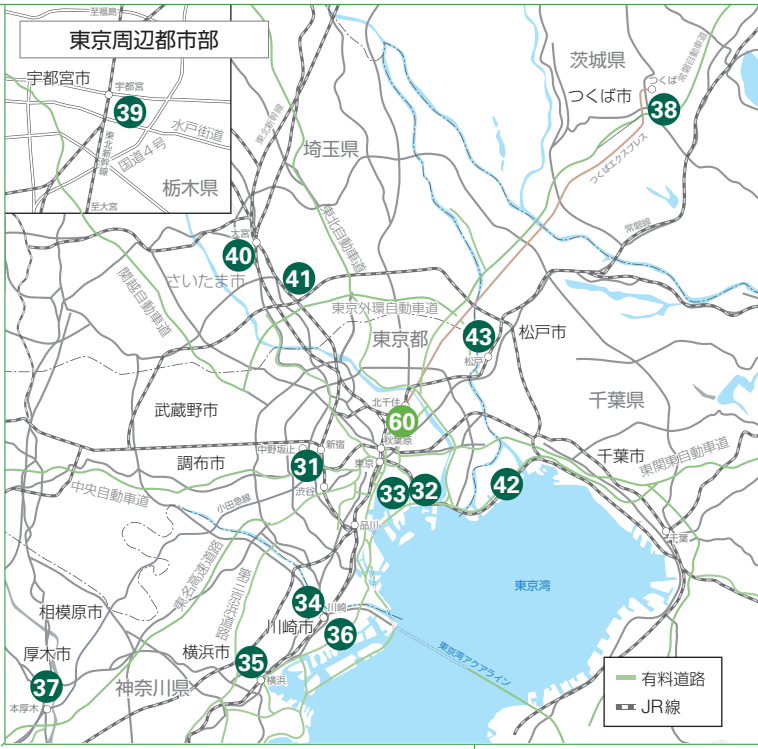 東京周辺都市部
至福島
宇都宮市
宇都宮
39
水戸街道
国道4号
東北新幹線
栃木県
至大宮
茨城県
常磐自動車道
つくば
つくば市
38
つくばエクスプレス
常磐線
東北新幹線
埼玉県
東北自動車道
大宮
40
さいたま市
41
関越自動車道
東京外環自動車道
東京都
43
松戸市
松戸
武蔵野市
北千住
60
千葉県
中野坂上
新宿
秋葉原
31
調布市
東京
千葉市
東関東自動車道
渋谷
33
32
42
中央自動車道
小田急線
品川
千葉
東名高速道路
第三京浜道路
東京湾
相模原市
34
川崎
川崎市
36
厚木市
横浜市
35
横浜
東京湾アクアライン
37
神奈川県
本厚木
有料道路
JR線